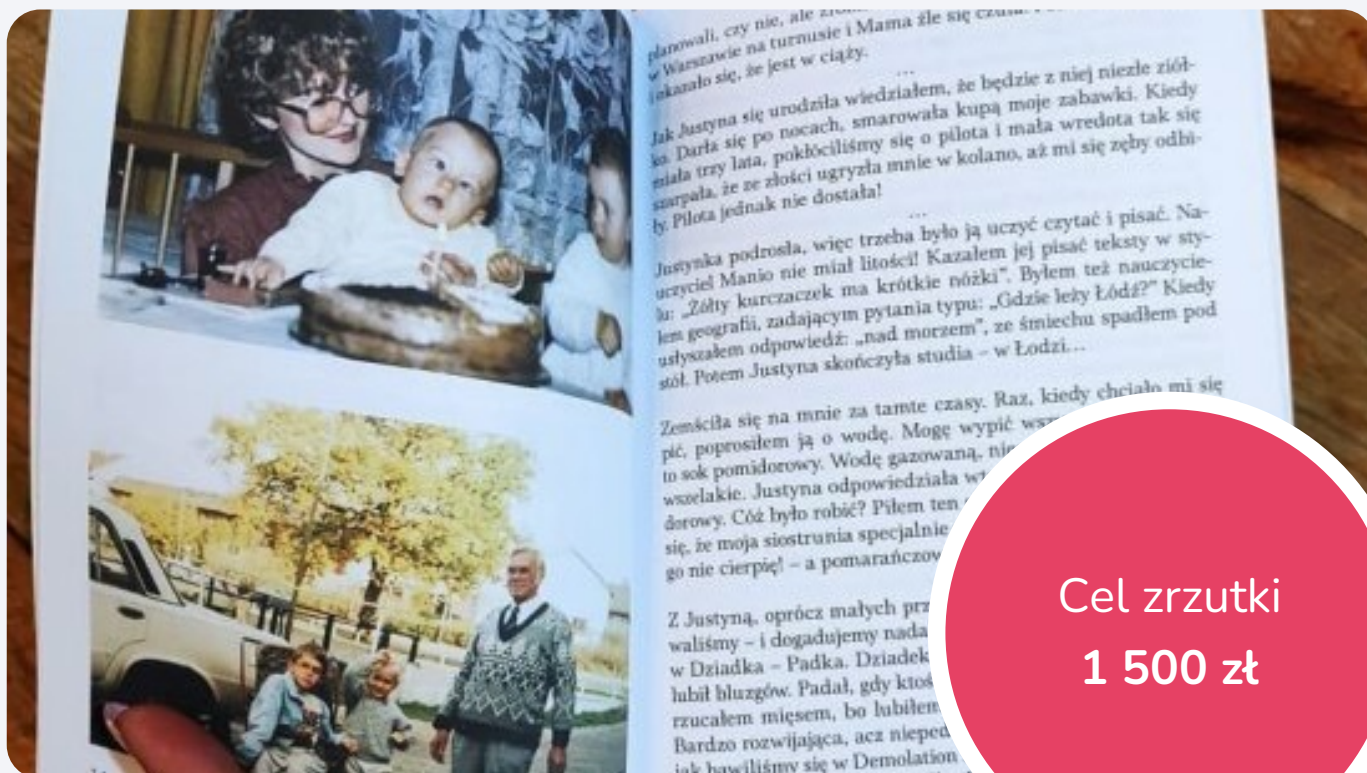 planowali, czy nie, ale
w Warszawie na turnusie i Mama źle się czuła.
i okazało się, że jest w ciąży.
…
Jak Justyna się urodziła wiedziałem, że będzie z niej niezłe ziół-
ko. Darła się po nocach, smarowała kupą moje zabawki. Kiedy
miała trzy lata, pokłóciliśmy się o pilota i mała wredota tak się
szarpała, że ze złości ugryzła mnie w kolano, aż mi się zęby odbi-
ły. Pilota jednak nie dostała!
…
Justynka podrosła, więc trzeba było ją uczyć czytać i pisać. Na-
uczyciel Manio nie miał litości! Kazałem jej pisać teksty w sty-
lu: „Żółty kurczaczek ma krótkie nóżki”. Byłem też nauczycie-
lem geografii, zadającym pytania typu: „Gdzie leży Łódź?” Kiedy
usłyszałem odpowiedź: „nad morzem”, ze śmiechu spadłem pod
stół. Potem Justyna skończyła studia – w Łodzi…
Zemściła się na mnie za tamte czasy. Raz, kiedy chciało mi się
pić, poprosiłem ją o wodę. Mogę wypić
to sok pomidorowy. Wodę gazowaną,
wszelakie. Justyna odpowiedziała
dorowy. Cóż było robić? Piłem ten
się, że moja siostrunia specjalnie
go nie cierpię! – a pomarańczow
Z Justyną, oprócz małych
waliśmy – i dogadujemy nada
w Dziadka – Padka. Dziadek
lubił bluzgów. Padał, gdy ktoś
rzucałem mięsem, bo lubiłem
Bardzo rozwijająca, acz nieped
jak bawiliśmy się w Demolation
Cel zrzutki
1 500 zł